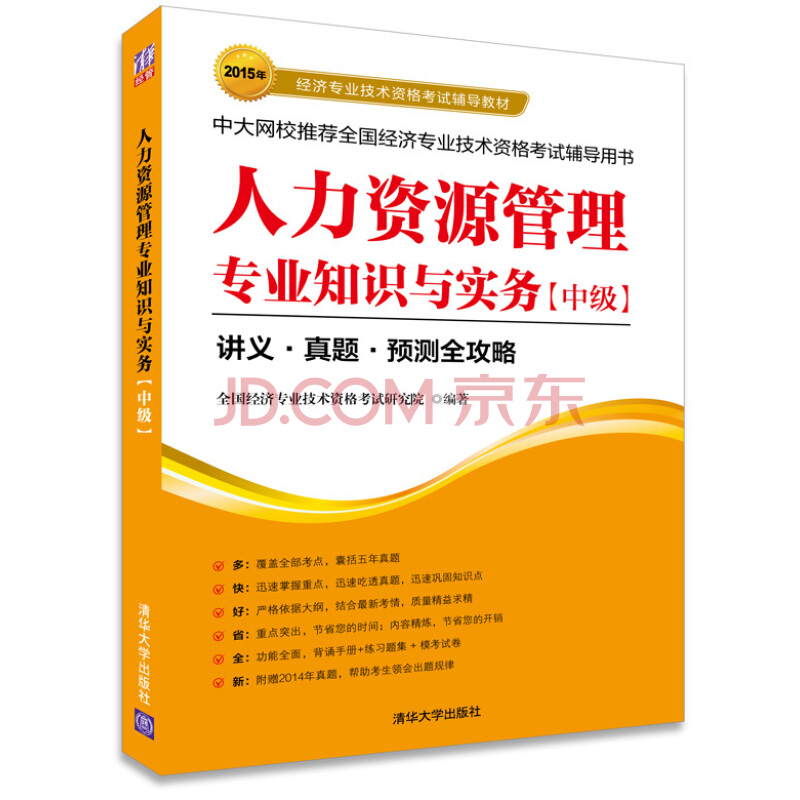 清华
经管
人力资源管理专业知识与实务【中级】
清华大学出版社
2015年
经济专业技术资格考试辅导教材
中大网校推荐全国经济专业技术资格考试辅导用书
人力资源管理
专业知识与实务【中级】
讲义·真题·预测全攻略
JD.COM 京东
全国经济专业技术资格考试研究院 ◎编著
多：覆盖全部考点，囊括五年真题
快：迅速掌握重点，迅速吃透真题，迅速巩固知识点
好：严格依据大纲，结合最新考情，质量精益求精
省：重点突出，节省您的时间；内容精炼，节省您的开销
全：功能全面，背诵手册+练习题集+模考试卷
新：附赠2014年真题，帮助考生领会出题规律
清华大学出版社